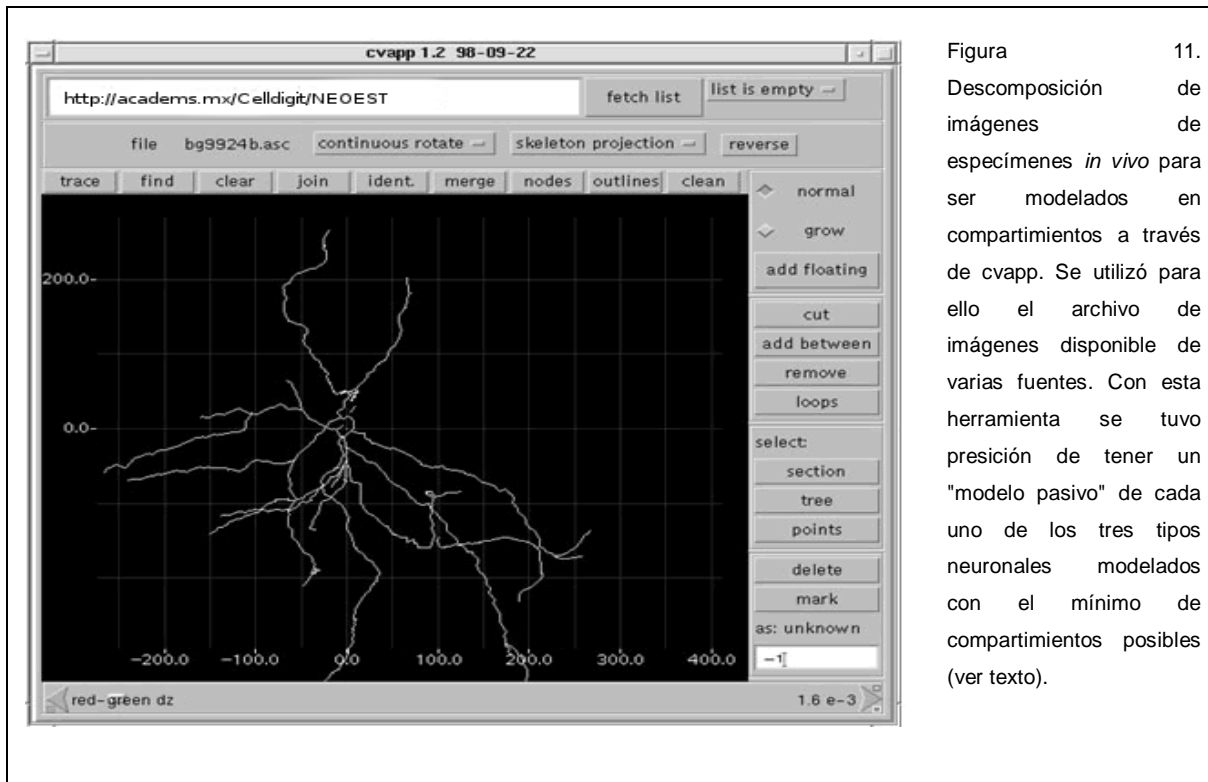 cvapp 1.2 98-09-22
http://academs.mx/Celldigit/NEOEST fetch list list is empty
file bg9924b.asc continuous rotate skeleton projection reverse
trace find clear join ident. merge nodes outlines clean
normal
grow
add floating
cut
add between
remove
loops
select:
section
tree
points
delete
mark
as: unknown
-1
200.0-
0.0-
-200.0 -100.0 0.0 100.0 200.0 300.0 400.0
red-green dz 1.6 e-3
Figura 11.
Descomposición de
imágenes de
especímenes in vivo para
ser modelados en
compartimientos a través
de cvapp. Se utilizó para
ello el archivo de
imágenes disponible de
varias fuentes. Con esta
herramienta se tuvo
presición de tener un
"modelo pasivo" de cada
uno de los tres tipos
neuronales modelados
con el mínimo de
compartimientos posibles
(ver texto).